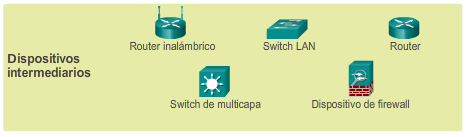 Dispositivos
intermediarios
Router inalámbrico
Switch LAN
Router
Switch de multicapa
Dispositivo de firewall